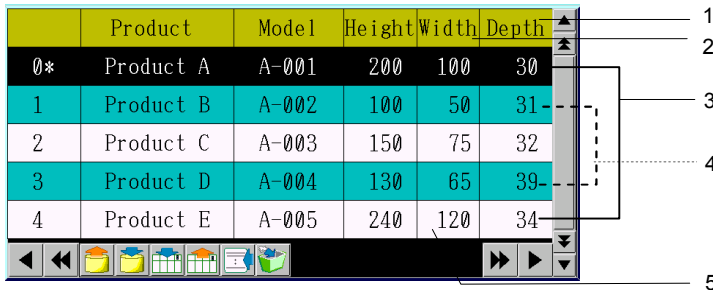 Product Model Height Width Depth 1
2
0* Product A A-001 200 100 30
3
1 Product B A-002 100 50 31
2 Product C A-003 150 75 32
4
3 Product D A-004 130 65 39
4 Product E A-005 240 120 34
5